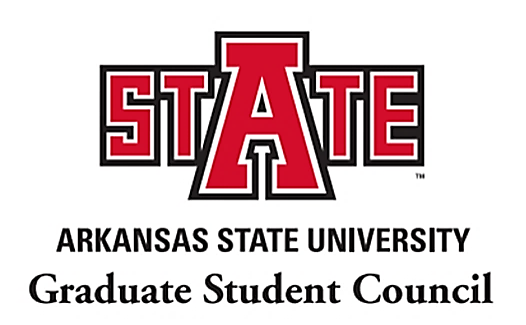 STATE
TM
ARKANSAS STATE UNIVERSITY
Graduate Student Council